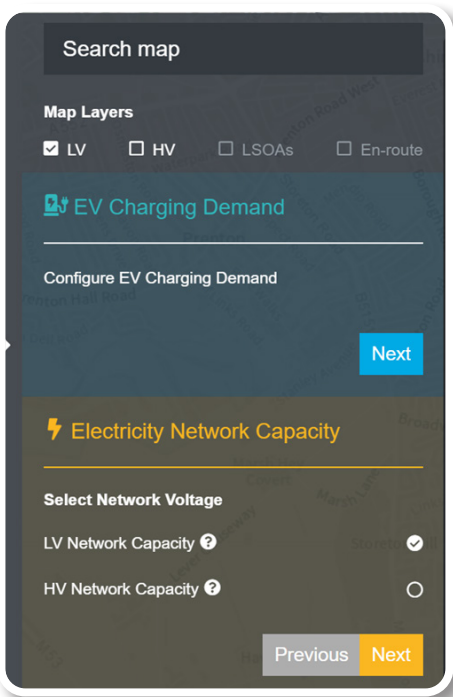 Search map
Map Layers
LV HV LSOAs En-route
EV Charging Demand
Configure EV Charging Demand
Next
Electricity Network Capacity
Select Network Voltage
LV Network Capacity ?
HV Network Capacity ?
Previous Next